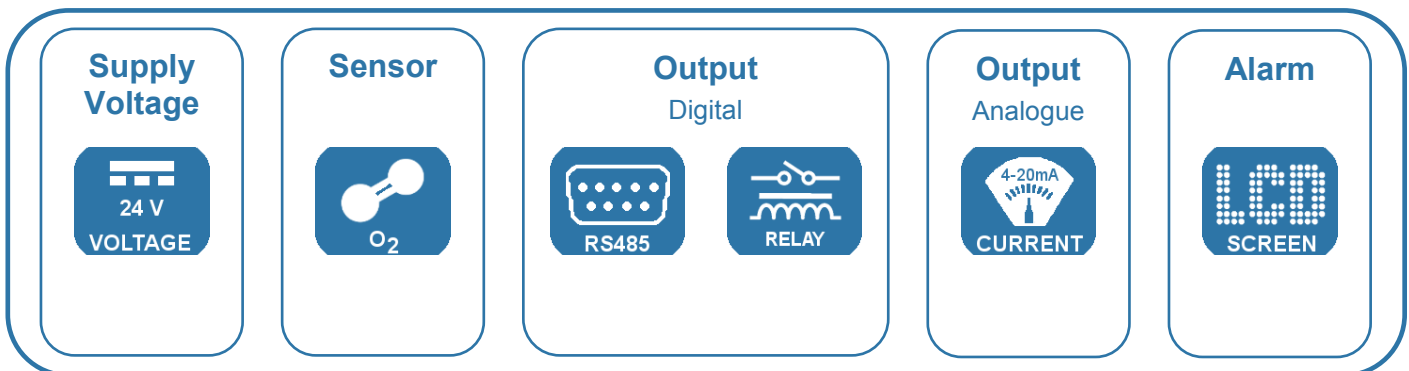 Supply
Voltage
24 V
VOLTAGE
Sensor
O2
Output
Digital
RS485
RELAY
Output
Analogue
4-20mA
CURRENT
Alarm
LCD
SCREEN